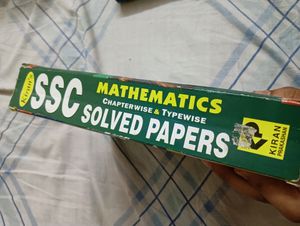 Kiran's
SSC
MATHEMATICS
CHAPTERWISE & TYPEWISE
SOLVED PAPERS
KIRAN
PRAKASHAN